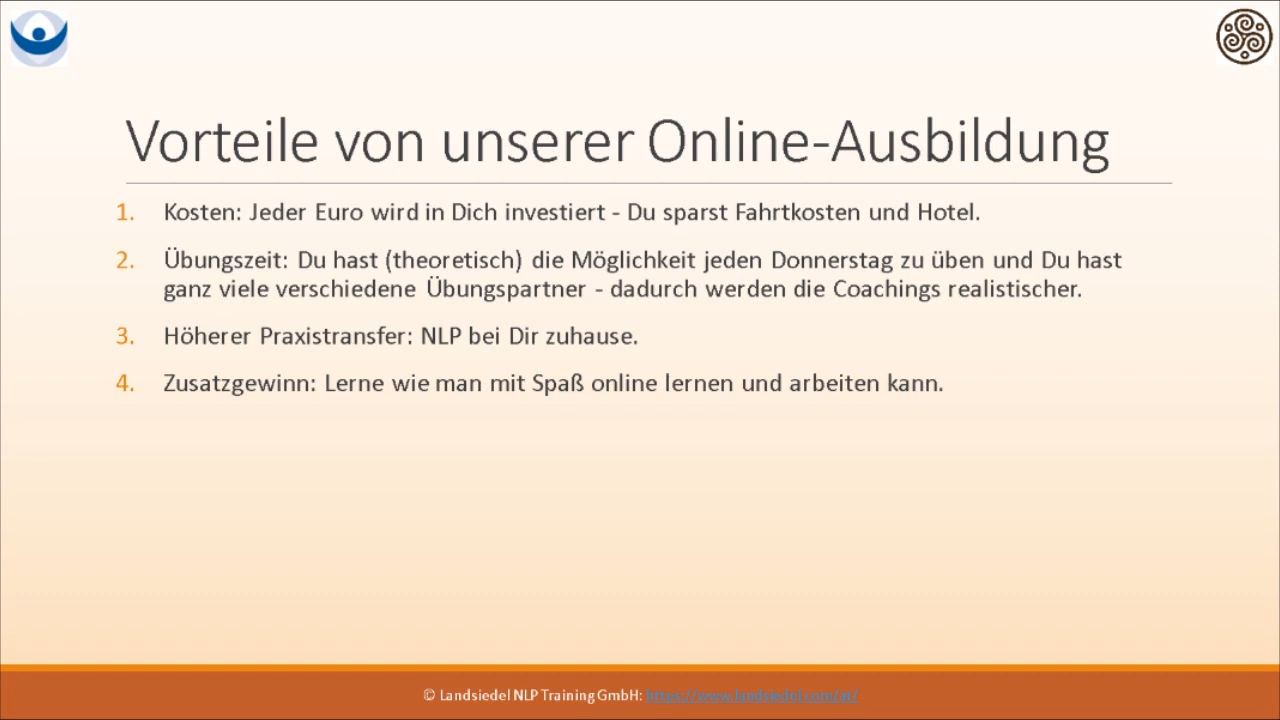 Vorteile von unserer Online-Ausbildung
1. Kosten: Jeder Euro wird in Dich investiert - Du sparst Fahrtkosten und Hotel.
2. Übungszeit: Du hast (theoretisch) die Möglichkeit jeden Donnerstag zu üben und Du hast
ganz viele verschiedene Übungspartner - dadurch werden die Coachings realistischer.
3. Höherer Praxistransfer: NLP bei Dir zuhause.
4. Zusatzgewinn: Lerne wie man mit Spaß online lernen und arbeiten kann.
© Landsiedel NLP Training GmbH: https://www.landsiedel.com/at/